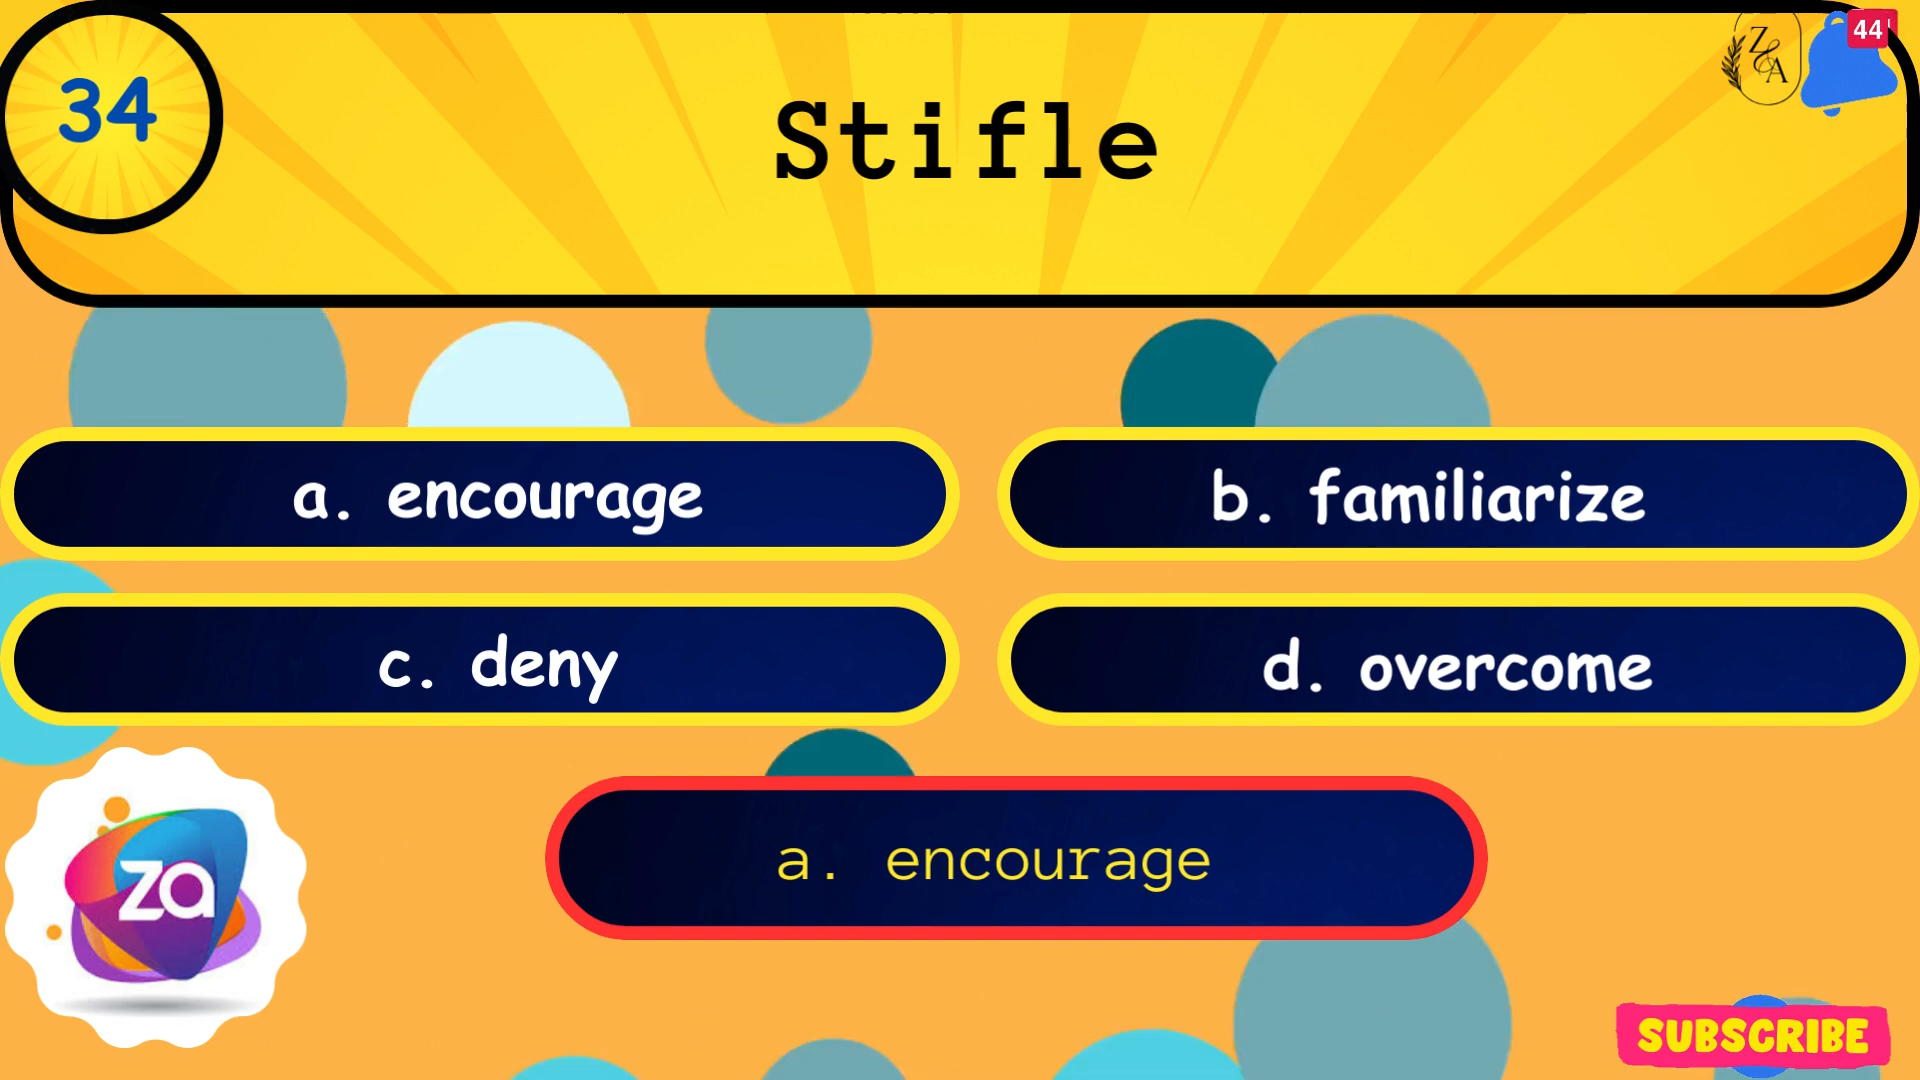 34
Stifle
Z&A
44
a. encourage
b. familiarize
c. deny
d. overcome
za
a. encourage
SUBSCRIBE